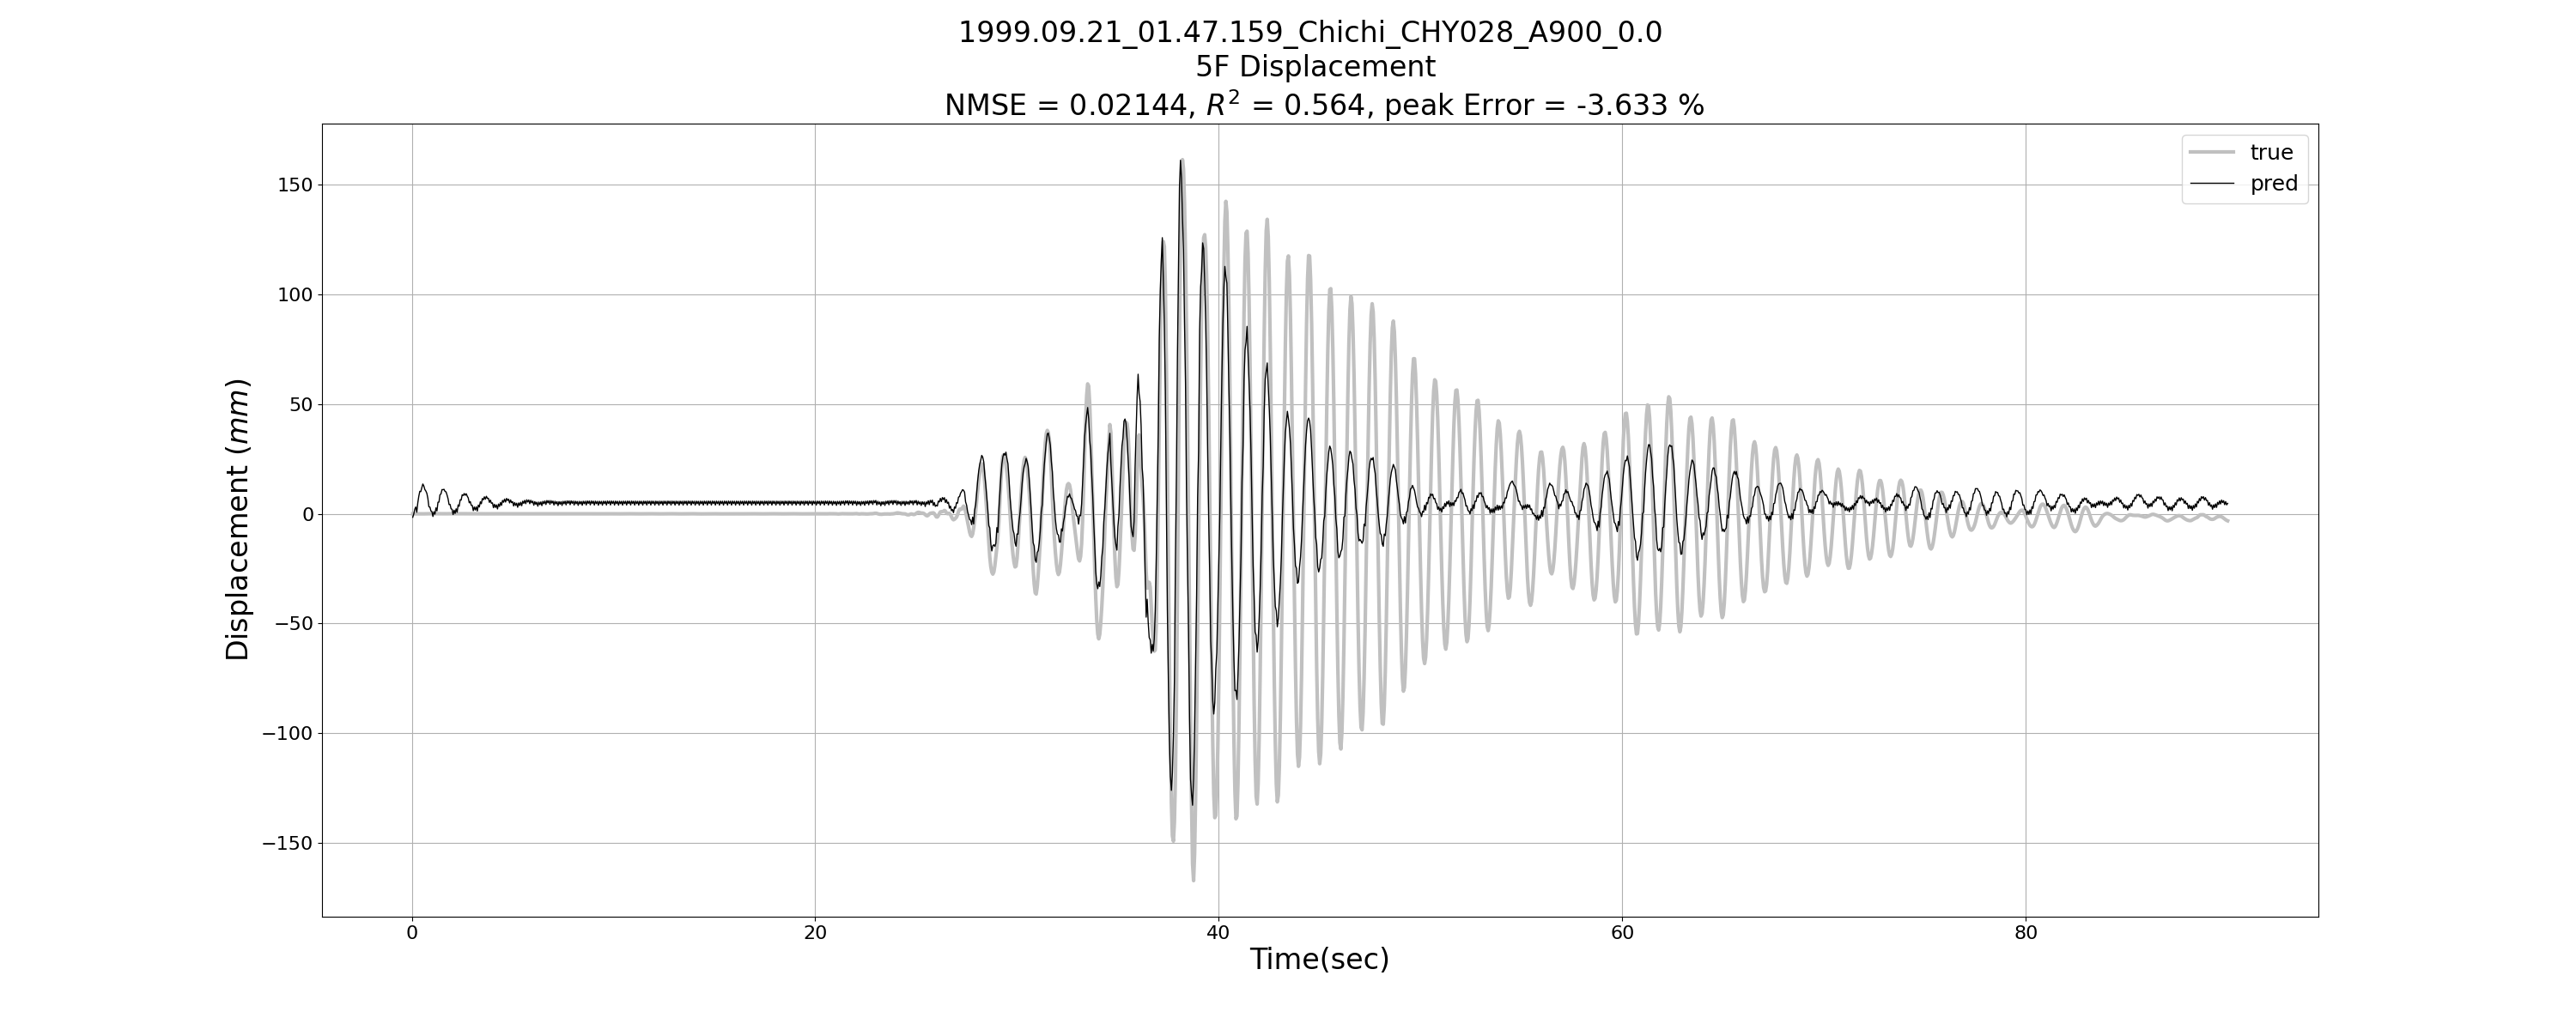 1999.09.21_01.47.159_Chichi_CHY028_A900_0.0
5F Displacement
NMSE = 0.02144, R² = 0.564, peak Error = -3.633 %
true
pred
Displacement (mm)
150
100
50
0
−50
−100
−150
0 20 40 60 80
Time(sec)